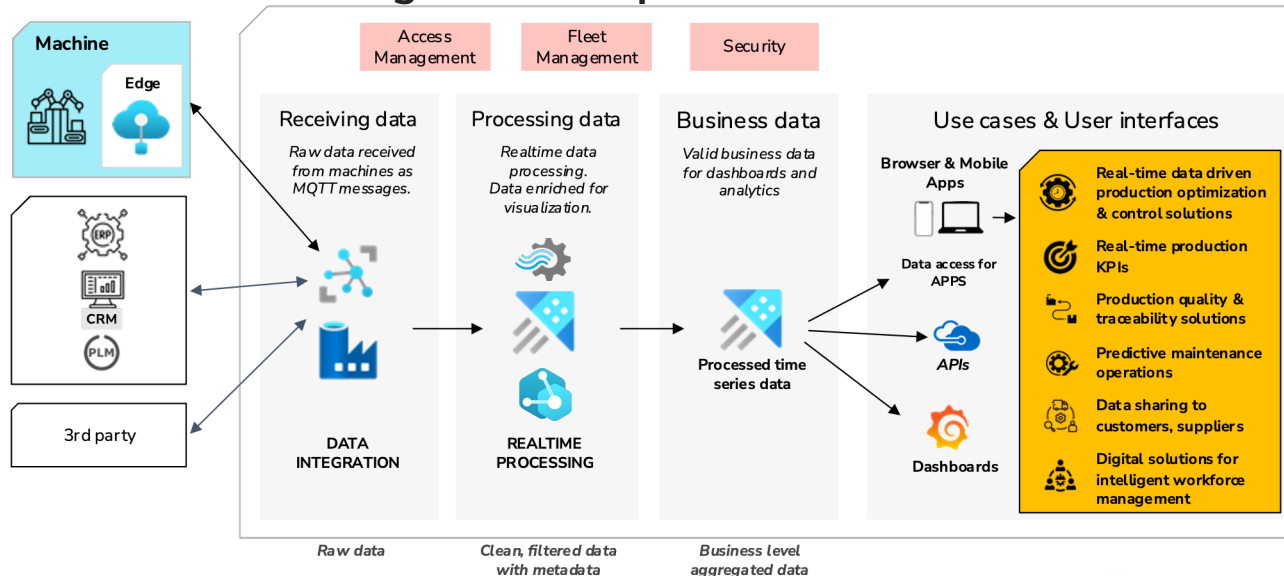 Machine
Edge
ERP
CRM
PLM
3rd party
Access
Management
Fleet
Management
Security
Receiving data
Raw data received
from machines as
MQTT messages.
DATA
INTEGRATION
Raw data
Processing data
Realtime data
processing.
Data enriched for
visualization.
REALTIME
PROCESSING
Clean, filtered data
with metadata
Business data
Valid business data
for dashboards and
analytics
Processed time
series data
Business level
aggregated data
Use cases & User interfaces
Browser & Mobile
Apps
Data access for
APPS
APIs
Dashboards
Real-time data driven
production optimization
& control solutions
Real-time production
KPIs
Production quality &
traceability solutions
Predictive maintenance
operations
Data sharing to
customers, suppliers
Digital solutions for
intelligent workforce
management